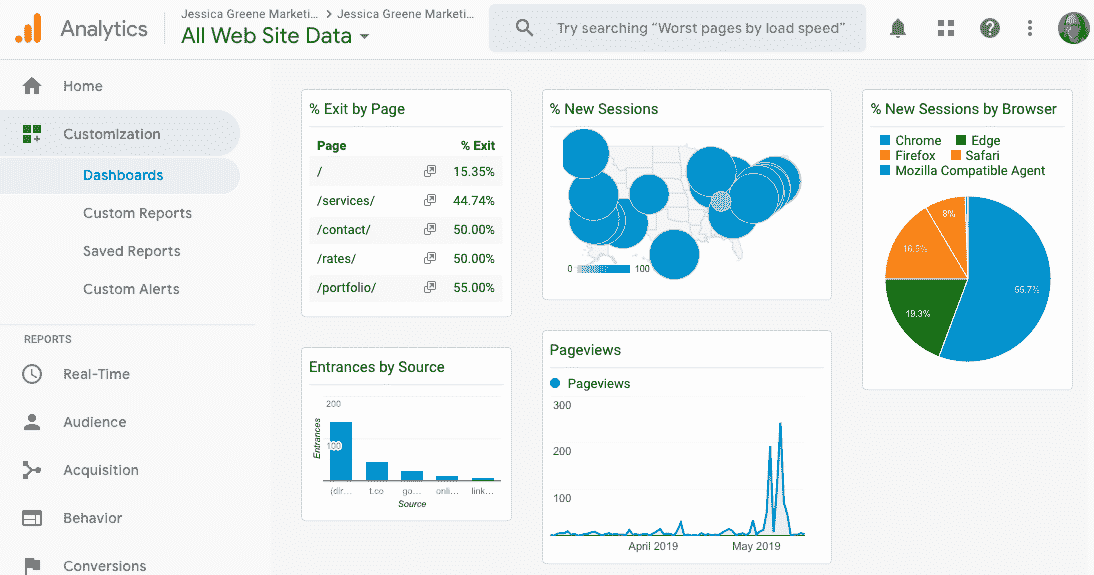 Analytics
Jessica Greene Marketi... > Jessica Greene Marketi...
All Web Site Data
Try searching “Worst pages by load speed”
Home
Customization
Dashboards
Custom Reports
Saved Reports
Custom Alerts
REPORTS
Real-Time
Audience
Acquisition
Behavior
Conversions
% Exit by Page
Page % Exit
/ 15.35%
/services/ 44.74%
/contact/ 50.00%
/rates/ 50.00%
/portfolio/ 55.00%
Entrances by Source
200
100
Entrances
(dir... t.co go... onli... link...
Source
% New Sessions
0 100
Pageviews
Pageviews
300
200
100
April 2019 May 2019
% New Sessions by Browser
Chrome Edge
Firefox Safari
Mozilla Compatible Agent
8%
16.5%
19.3%
55.7%